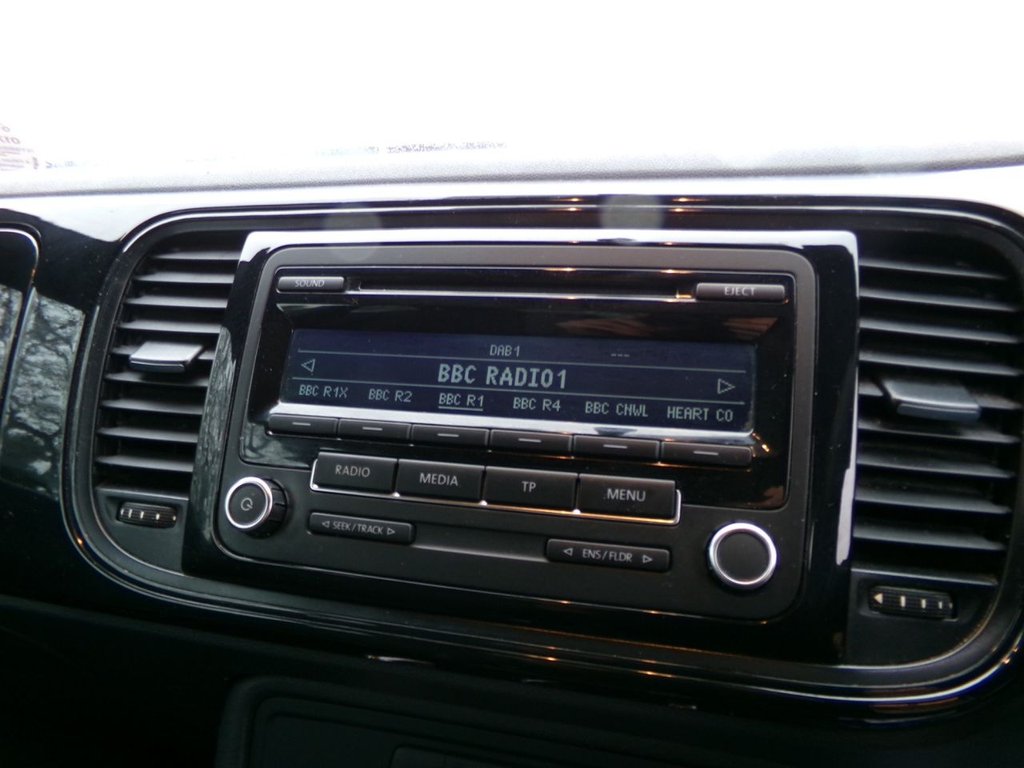 SOUND
EJECT
DAB1 ---
BBC RADIO1
BBC R1X BBC R2 BBC R1 BBC R4 BBC CNWL HEART CO
RADIO MEDIA TP MENU
SEEK/TRACK
ENS/FLDR